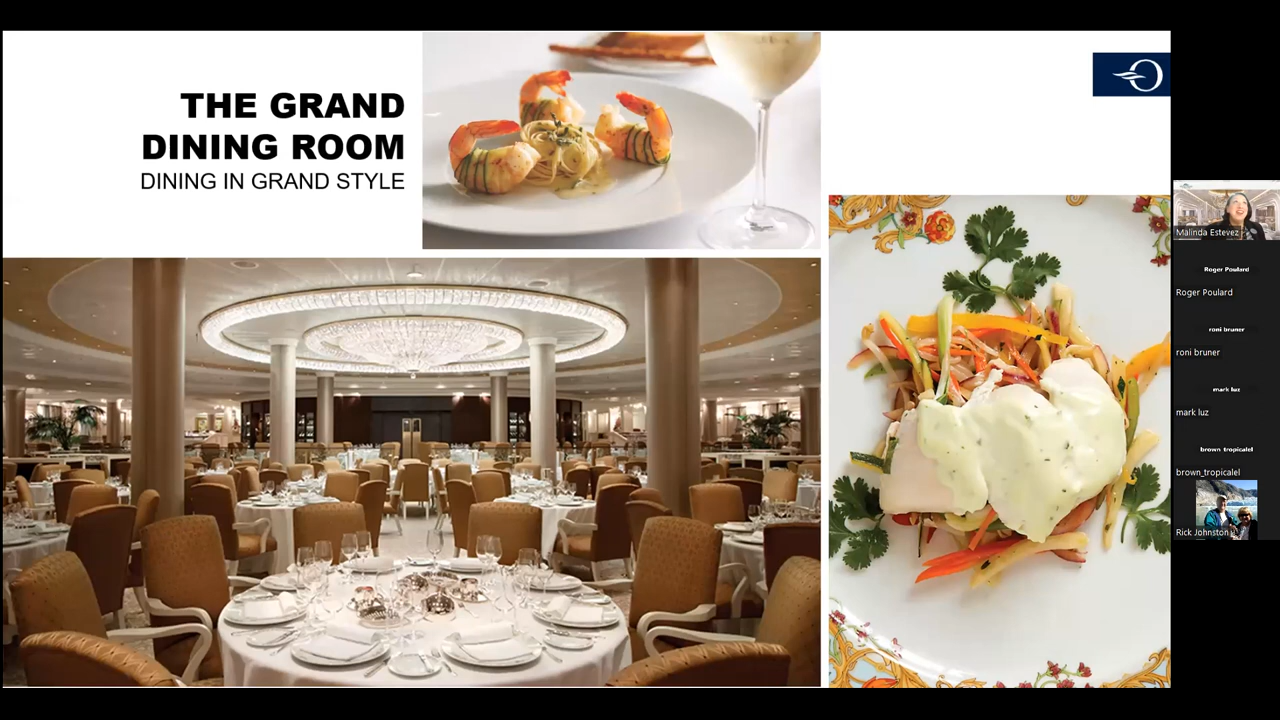 THE GRAND
DINING ROOM
DINING IN GRAND STYLE
Malinda Estevez
Roger Poulard
Roger Poulard
roni bruner
roni bruner
mark luz
mark luz
brown_tropicalel
brown_tropicalel
Rick Johnston